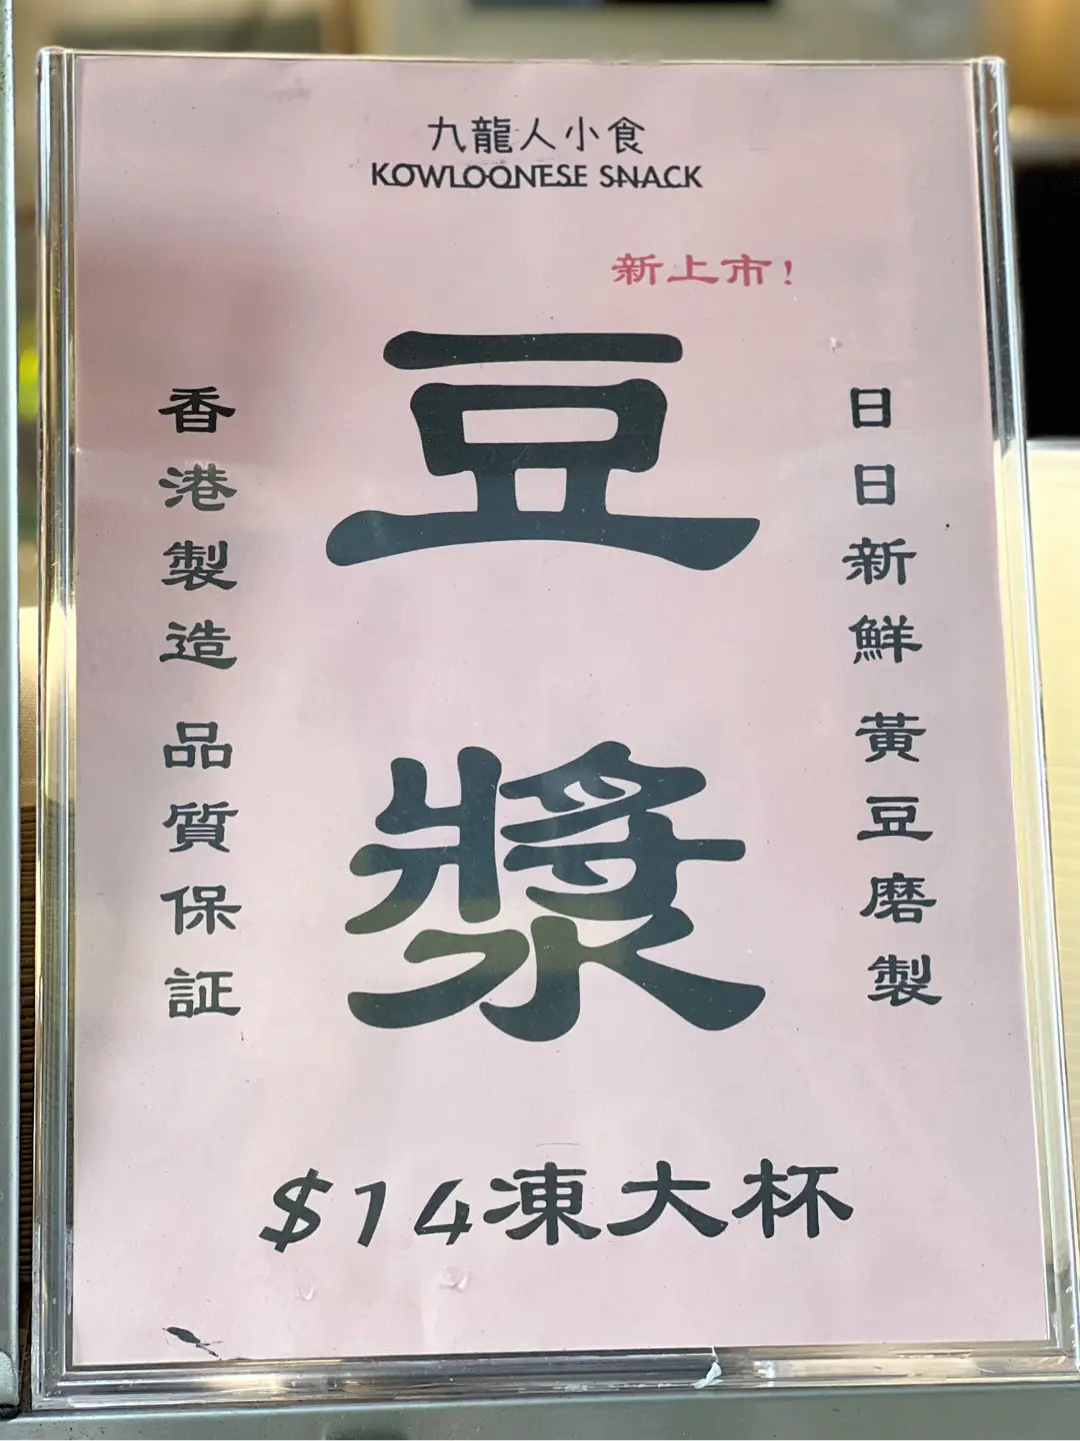 九龍人小食
KOWLOONESE SNACK
新上市!
豆漿
日日新鮮 黃豆磨製
香港製造 品質保証
$14凍大杯